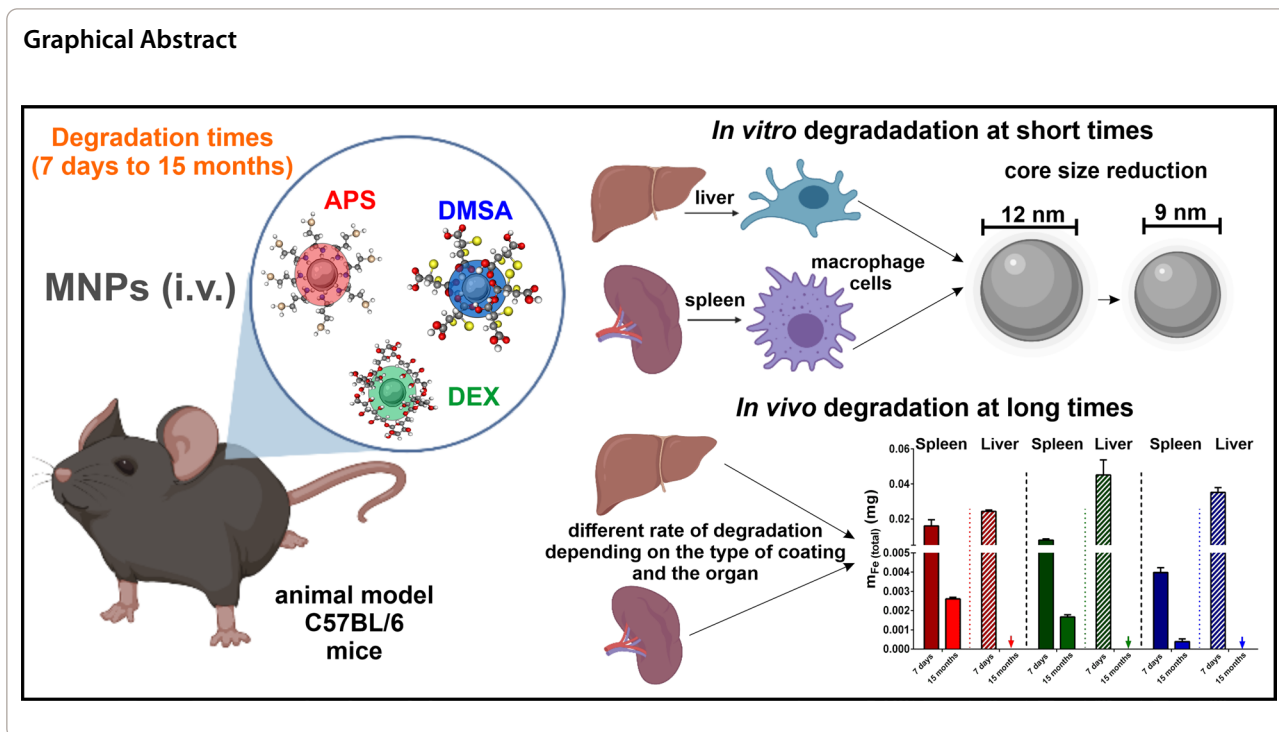 Graphical Abstract
Degradation times
(7 days to 15 months)
APS
DMSA
DEX
MNPs (i.v.)
animal model
C57BL/6
mice
In vitro degradadation at short times
liver
spleen
macrophage
cells
core size reduction
12 nm
9 nm
In vivo degradation at long times
different rate of degradation
depending on the type of coating
and the organ
Spleen Liver Spleen Liver Spleen Liver
mFe (total) (mg)
0.06
0.04
0.02
0.005
0.004
0.003
0.002
0.001
0.000
7 days 15 months 7 days 15 months 7 days 15 months 7 days 15 months 7 days 15 months 7 days 15 months